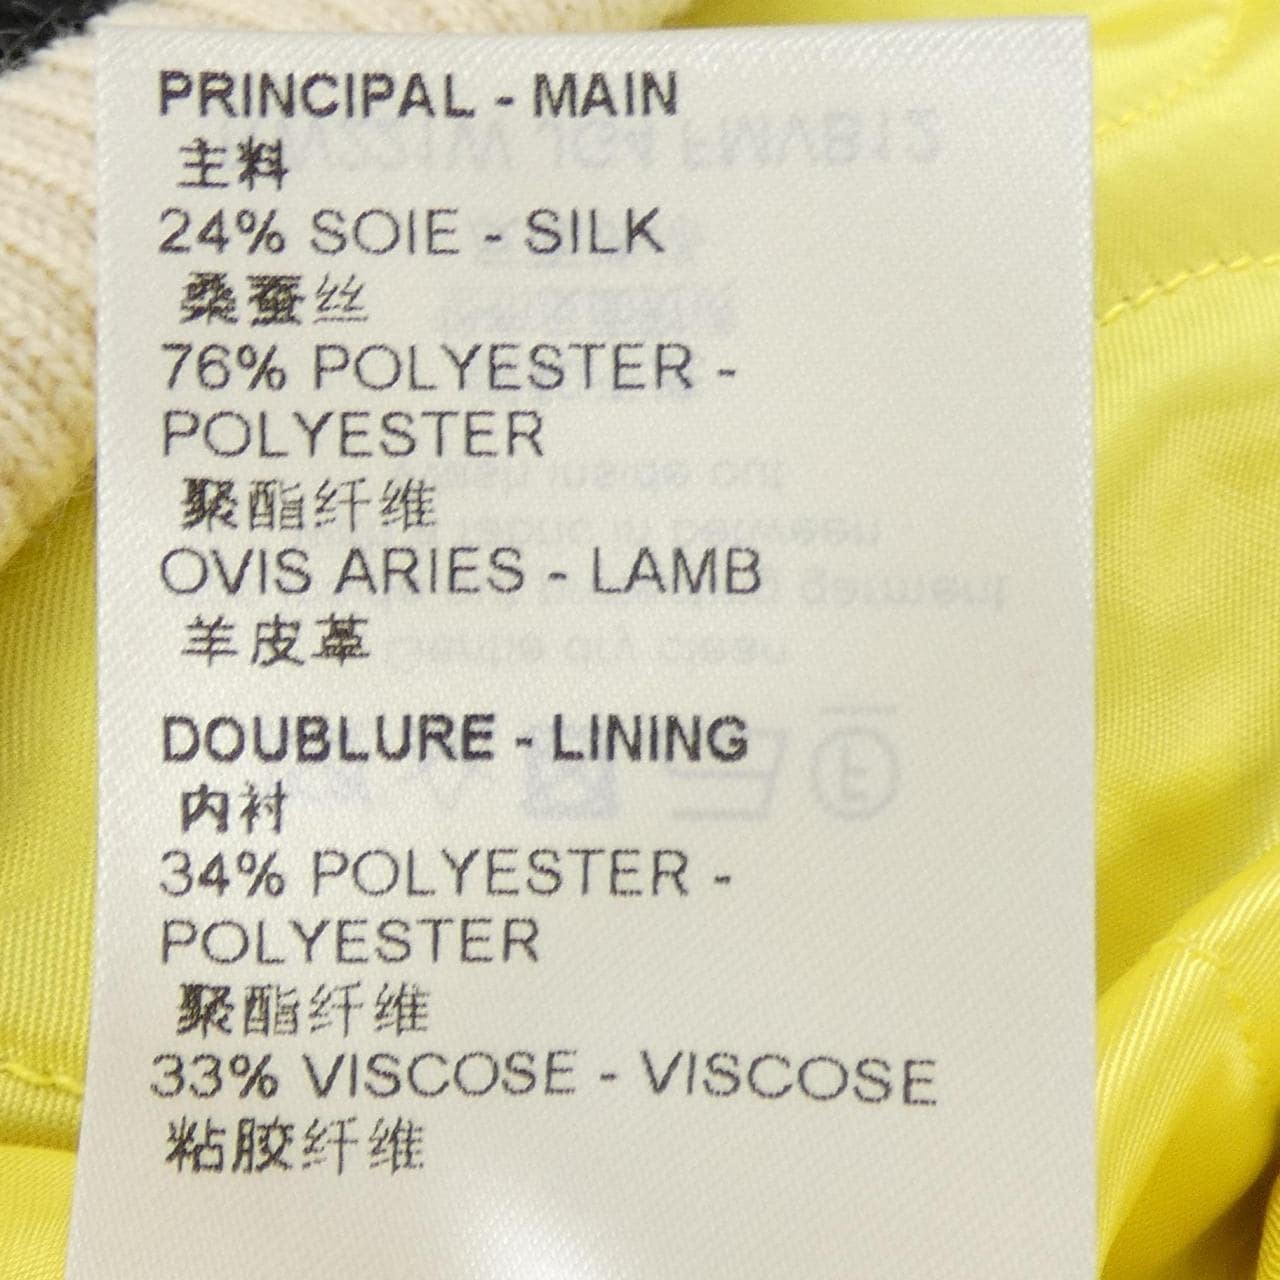 PRINCIPAL - MAIN
主料
24% SOIE - SILK
桑蚕丝
76% POLYESTER -
POLYESTER
聚酯纤维
OVIS ARIES - LAMB
羊皮革
DOUBLURE - LINING
内衬
34% POLYESTER -
POLYESTER
聚酯纤维
33% VISCOSE - VISCOSE
粘胶纤维